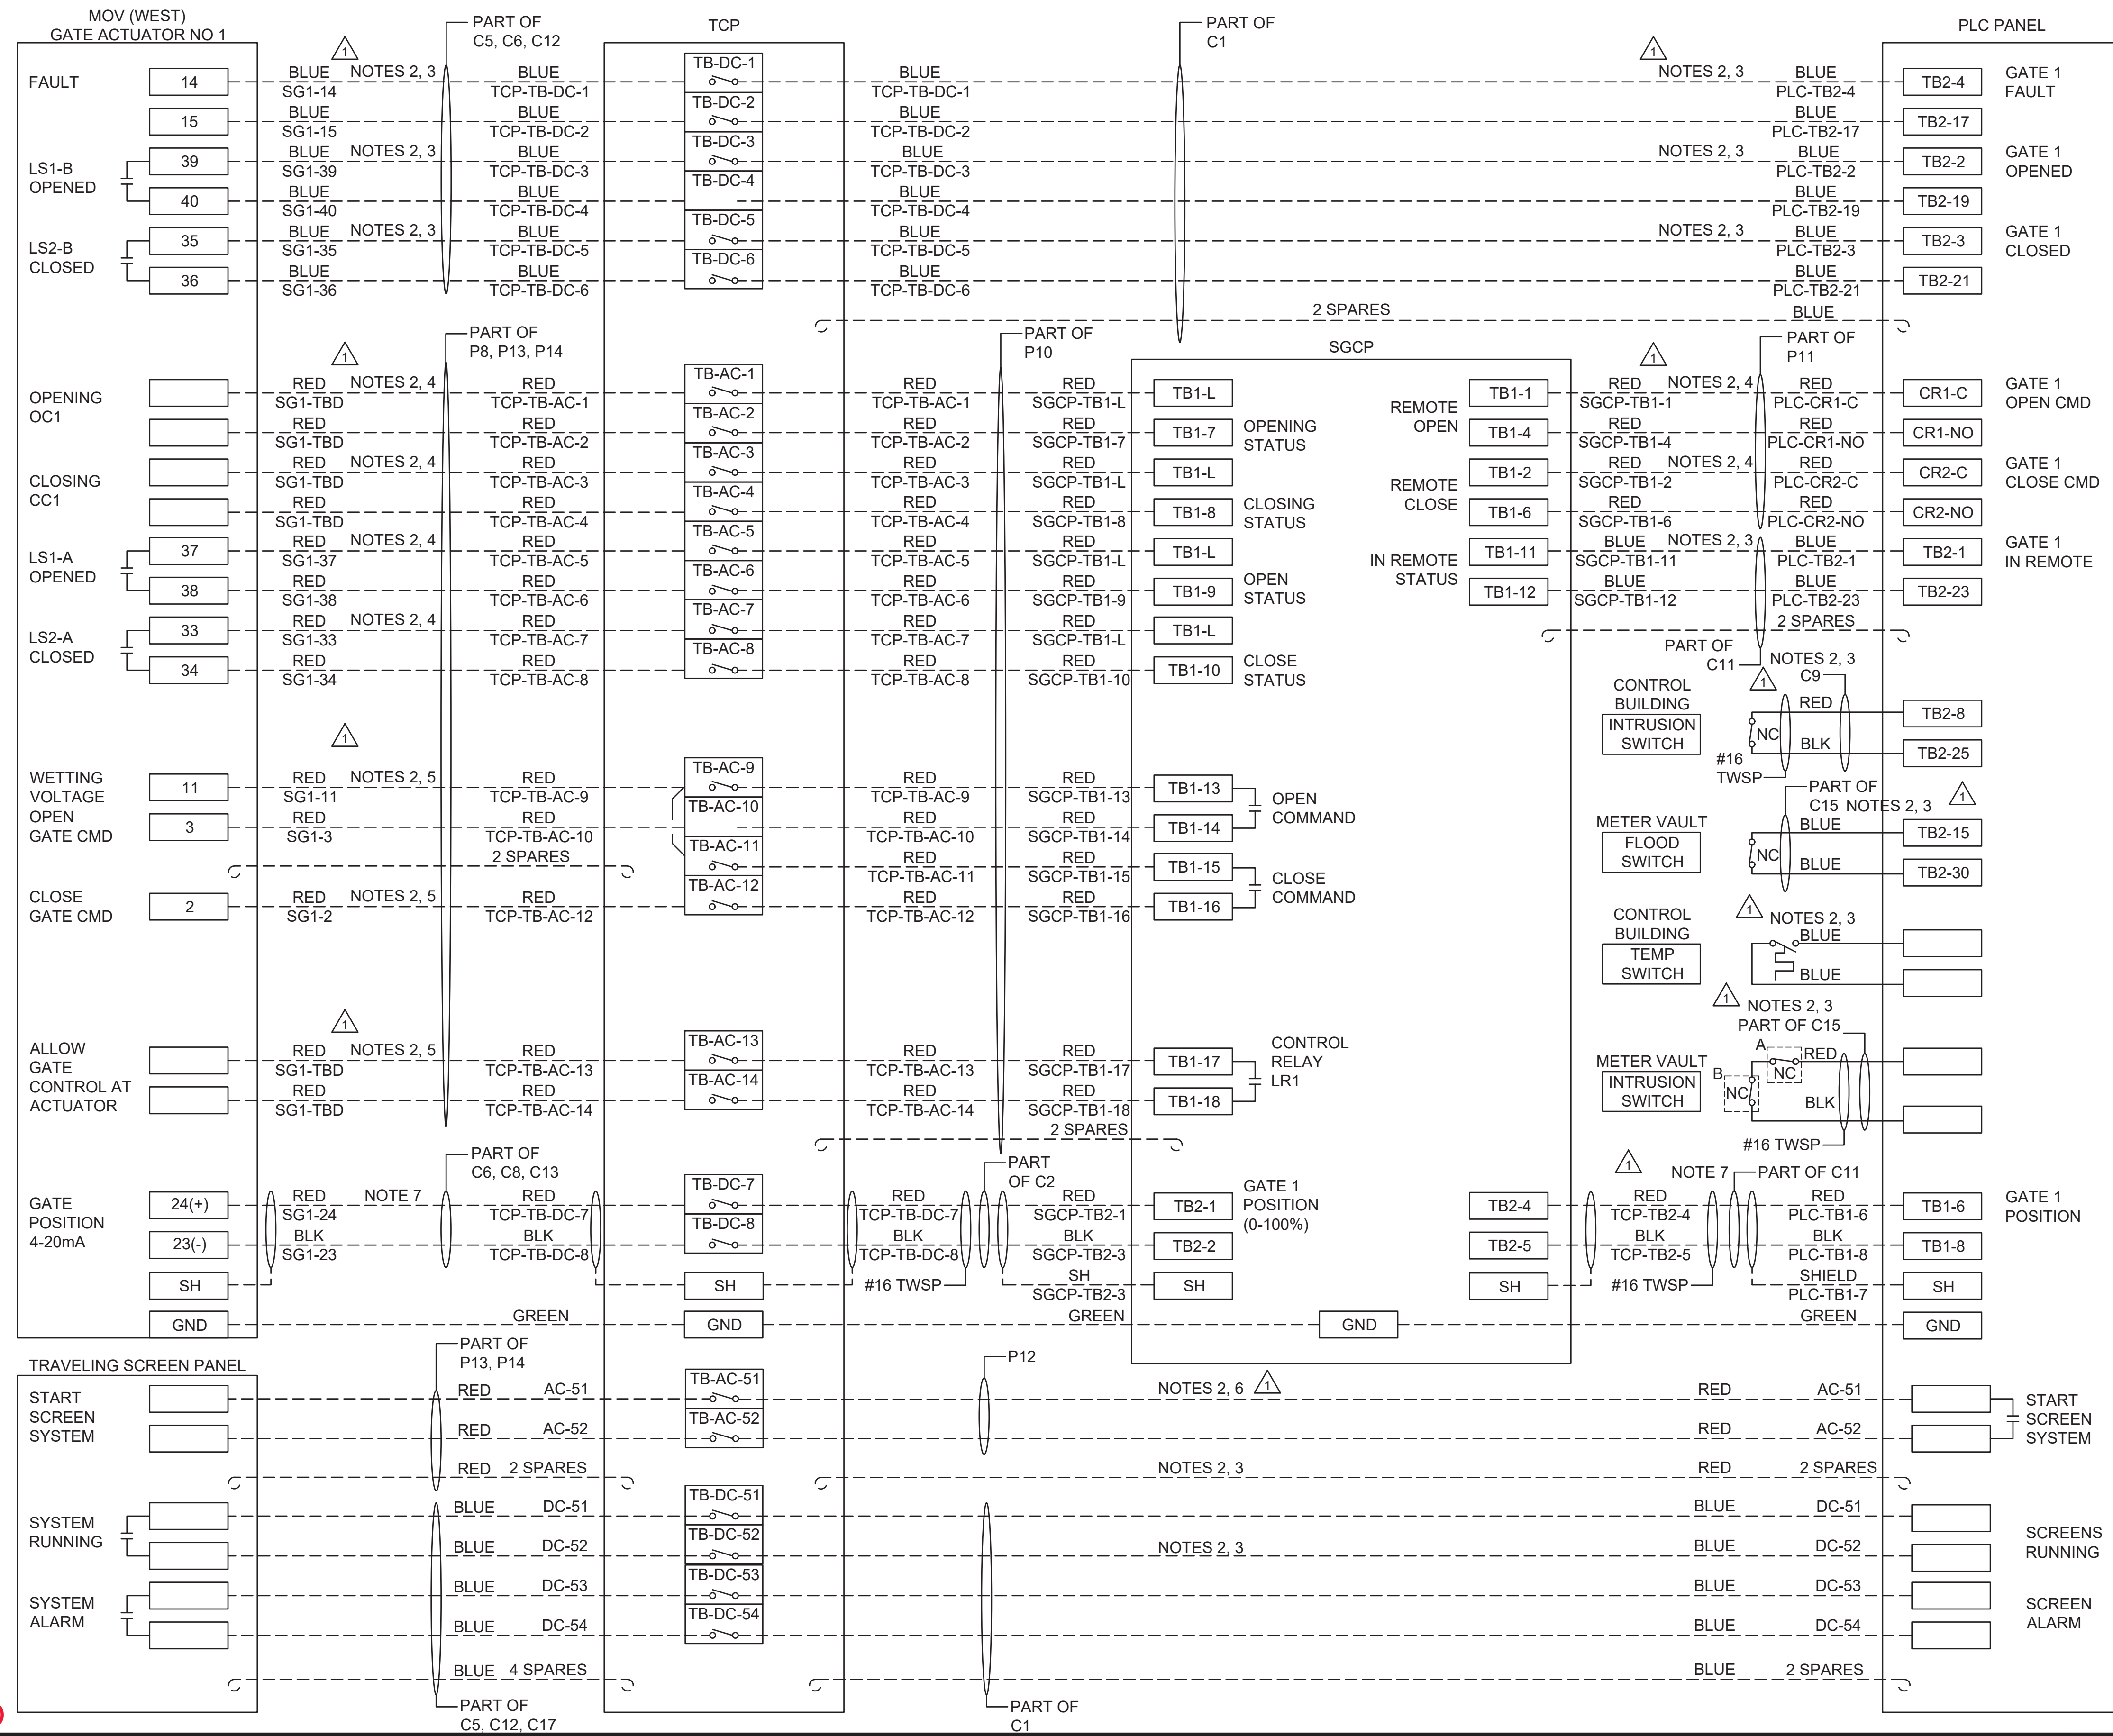 MOV (WEST)
GATE ACTUATOR NO 1
PART OF
C5, C6, C12
TCP
PART OF
C1
PLC PANEL
1
1
FAULT
14
BLUE NOTES 2, 3 BLUE
SG1-14 TCP-TB-DC-1
TB-DC-1
BLUE
TCP-TB-DC-1
NOTES 2, 3 BLUE
PLC-TB2-4
TB2-4
GATE 1
FAULT
15
BLUE BLUE
SG1-15 TCP-TB-DC-2
TB-DC-2
BLUE
TCP-TB-DC-2
BLUE
PLC-TB2-17
TB2-17
LS1-B
OPENED
39
BLUE NOTES 2, 3 BLUE
SG1-39 TCP-TB-DC-3
TB-DC-3
BLUE
TCP-TB-DC-3
NOTES 2, 3 BLUE
PLC-TB2-2
TB2-2
GATE 1
OPENED
40
BLUE BLUE
SG1-40 TCP-TB-DC-4
TB-DC-4
BLUE
TCP-TB-DC-4
BLUE
PLC-TB2-19
TB2-19
LS2-B
CLOSED
35
BLUE NOTES 2, 3 BLUE
SG1-35 TCP-TB-DC-5
TB-DC-5
BLUE
TCP-TB-DC-5
NOTES 2, 3 BLUE
PLC-TB2-3
TB2-3
GATE 1
CLOSED
36
BLUE BLUE
SG1-36 TCP-TB-DC-6
TB-DC-6
BLUE
TCP-TB-DC-6
BLUE
PLC-TB2-21
TB2-21
2 SPARES BLUE
PART OF
P8, P13, P14
PART OF
P10
SGCP
PART OF
P11
1
1
OPENING
OC1
RED NOTES 2, 4 RED
SG1-TBD TCP-TB-AC-1
TB-AC-1
RED RED
TCP-TB-AC-1 SGCP-TB1-L
TB1-L
REMOTE
OPEN
TB1-1
RED NOTES 2, 4 RED
SGCP-TB1-1 PLC-CR1-C
CR1-C
GATE 1
OPEN CMD
RED RED
SG1-TBD TCP-TB-AC-2
TB-AC-2
RED RED
TCP-TB-AC-2 SGCP-TB1-7
TB1-7
OPENING
STATUS
TB1-4
RED RED
SGCP-TB1-4 PLC-CR1-NO
CR1-NO
CLOSING
CC1
RED NOTES 2, 4 RED
SG1-TBD TCP-TB-AC-3
TB-AC-3
RED RED
TCP-TB-AC-3 SGCP-TB1-L
TB1-L
REMOTE
CLOSE
TB1-2
RED NOTES 2, 4 RED
SGCP-TB1-2 PLC-CR2-C
CR2-C
GATE 1
CLOSE CMD
RED RED
SG1-TBD TCP-TB-AC-4
TB-AC-4
RED RED
TCP-TB-AC-4 SGCP-TB1-8
TB1-8
CLOSING
STATUS
TB1-6
RED RED
SGCP-TB1-6 PLC-CR2-NO
CR2-NO
LS1-A
OPENED
37
RED NOTES 2, 4 RED
SG1-37 TCP-TB-AC-5
TB-AC-5
RED RED
TCP-TB-AC-5 SGCP-TB1-L
TB1-L
IN REMOTE
STATUS
TB1-11
BLUE NOTES 2, 3 BLUE
SGCP-TB1-11 PLC-TB2-1
TB2-1
GATE 1
IN REMOTE
38
RED RED
SG1-38 TCP-TB-AC-6
TB-AC-6
RED RED
TCP-TB-AC-6 SGCP-TB1-9
TB1-9
OPEN
STATUS
TB1-12
BLUE BLUE
SGCP-TB1-12 PLC-TB2-23
TB2-23
LS2-A
CLOSED
33
RED NOTES 2, 4 RED
SG1-33 TCP-TB-AC-7
TB-AC-7
RED RED
TCP-TB-AC-7 SGCP-TB1-L
TB1-L
2 SPARES
34
RED RED
SG1-34 TCP-TB-AC-8
TB-AC-8
RED RED
TCP-TB-AC-8 SGCP-TB1-10
TB1-10
CLOSE
STATUS
PART OF
C11
NOTES 2, 3
C9
1
CONTROL
BUILDING
INTRUSION
SWITCH
NC
RED
TB2-8
BLK
TB2-25
#16
TWSP
1
WETTING
VOLTAGE
OPEN
GATE CMD
11
RED NOTES 2, 5 RED
SG1-11 TCP-TB-AC-9
TB-AC-9
RED RED
TCP-TB-AC-9 SGCP-TB1-13
TB1-13
OPEN
COMMAND
3
RED RED
SG1-3 TCP-TB-AC-10
TB-AC-10
RED RED
TCP-TB-AC-10 SGCP-TB1-14
TB1-14
2 SPARES
TB-AC-11
RED RED
TCP-TB-AC-11 SGCP-TB1-15
TB1-15
CLOSE
COMMAND
CLOSE
GATE CMD
2
RED NOTES 2, 5 RED
SG1-2 TCP-TB-AC-12
TB-AC-12
RED RED
TCP-TB-AC-12 SGCP-TB1-16
TB1-16
PART OF
C15 NOTES 2, 3
1
METER VAULT
FLOOD
SWITCH
NC
BLUE
TB2-15
BLUE
TB2-30
1
NOTES 2, 3
CONTROL
BUILDING
TEMP
SWITCH
BLUE
BLUE
1
NOTES 2, 3
PART OF C15
METER VAULT
INTRUSION
SWITCH
A
NC
B
NC
RED
BLK
#16 TWSP
1
ALLOW
GATE
CONTROL AT
ACTUATOR
RED NOTES 2, 5 RED
SG1-TBD TCP-TB-AC-13
TB-AC-13
RED RED
TCP-TB-AC-13 SGCP-TB1-17
TB1-17
CONTROL
RELAY
LR1
RED RED
SG1-TBD TCP-TB-AC-14
TB-AC-14
RED RED
TCP-TB-AC-14 SGCP-TB1-18
TB1-18
2 SPARES
PART OF
C6, C8, C13
PART
OF C2
1
NOTE 7
PART OF C11
GATE
POSITION
4-20mA
24(+)
RED NOTE 7 RED
SG1-24 TCP-TB-DC-7
TB-DC-7
RED RED
TCP-TB-DC-7 SGCP-TB2-1
TB2-1
GATE 1
POSITION
(0-100%)
TB2-4
RED RED
TCP-TB2-4 PLC-TB1-6
TB1-6
GATE 1
POSITION
23(-)
BLK BLK
SG1-23 TCP-TB-DC-8
TB-DC-8
BLK BLK
TCP-TB-DC-8 SGCP-TB2-3
TB2-2
TB2-5
BLK BLK
TCP-TB2-5 PLC-TB1-8
TB1-8
SH
SH
#16 TWSP
SH
SGCP-TB2-3
SH
SH
#16 TWSP
SHIELD
PLC-TB1-7
SH
GND
GREEN
GND
GREEN
GND
GREEN
GND
TRAVELING SCREEN PANEL
PART OF
P13, P14
P12
START
SCREEN
SYSTEM
RED AC-51
TB-AC-51
NOTES 2, 6
1
RED AC-51
START
SCREEN
SYSTEM
RED AC-52
TB-AC-52
RED AC-52
RED 2 SPARES
NOTES 2, 3
RED 2 SPARES
SYSTEM
RUNNING
BLUE DC-51
TB-DC-51
BLUE DC-51
SCREENS
RUNNING
BLUE DC-52
TB-DC-52
NOTES 2, 3
BLUE DC-52
SYSTEM
ALARM
BLUE DC-53
TB-DC-53
BLUE DC-53
SCREEN
ALARM
BLUE DC-54
TB-DC-54
BLUE DC-54
BLUE 4 SPARES
BLUE 2 SPARES
PART OF
C5, C12, C17
PART OF
C1